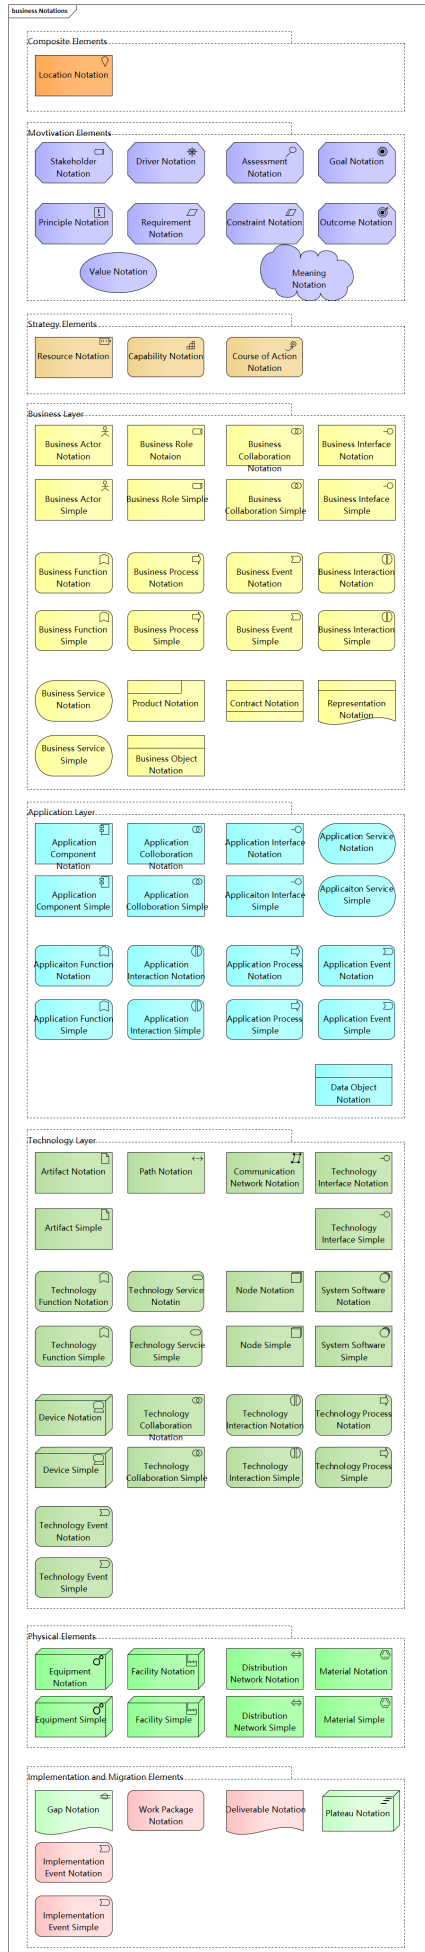 business Notations
Composite Elements
Location Notation
Movtivation Elements
Stakeholder
Notation
Driver Notation
Assessment
Notation
Goal Notation
Principle Notation
Requirement
Notation
Constraint Notation
Outcome Notation
Value Notation
Meaning
Notation
Strategy Elements
Resource Notation
Capability Notation
Course of Action
Notation
Business Layer
Business Actor
Notation
Business Role
Notaion
Business
Collaboration
Notation
Business Interface
Notation
Business Actor
Simple
Business Role Simple
Business
Collaboration Simple
Business Inteface
Simple
Business Function
Notation
Business Process
Notation
Business Event
Notation
Business Interaction
Notation
Business Function
Simple
Business Process
Simple
Business Event
Simple
Business Interaction
Simple
Business Service
Notation
Product Notation
Contract Notation
Representation
Notation
Business Service
Simple
Business Object
Notation
Application Layer
Application
Component
Notation
Application
Colloboration
Notation
Application Interface
Notation
Application Service
Notation
Application
Component Simple
Application
Colloboration Simple
Applicaiton Interface
Simple
Applicaiton Service
Simple
Applicaiton Function
Notation
Application
Interaction Notation
Application Process
Notation
Application Event
Notation
Application Function
Simple
Application
Interaction Simple
Application Process
Simple
Application Event
Simple
Data Object
Notation
Technology Layer
Artifact Notation
Path Notation
Communication
Network Notation
Technology
Interface Notation
Artifact Simple
Technology
Interface Simple
Technology
Function Notation
Technology Service
Notatin
Node Notation
System Software
Notation
Technology
Function Simple
Technology Servcie
Simple
Node Simple
System Software
Simple
Device Notation
Technology
Collaboration
Notation
Technology
Interaction Notation
Technology Process
Notation
Device Simple
Technology
Collaboration Simple
Technology
Interaction Simple
Technology Process
Simple
Technology Event
Notation
Technology Event
Simple
Physical Elements
Equipment
Notation
Facility Notation
Distribution
Network Notation
Material Notation
Equipment Simple
Facility Simple
Distribution
Network Simple
Material Simple
Implementation and Migration Elements
Gap Notation
Work Package
Notation
Deliverable Notation
Plateau Notation
Implementation
Event Notation
Implementation
Event Simple